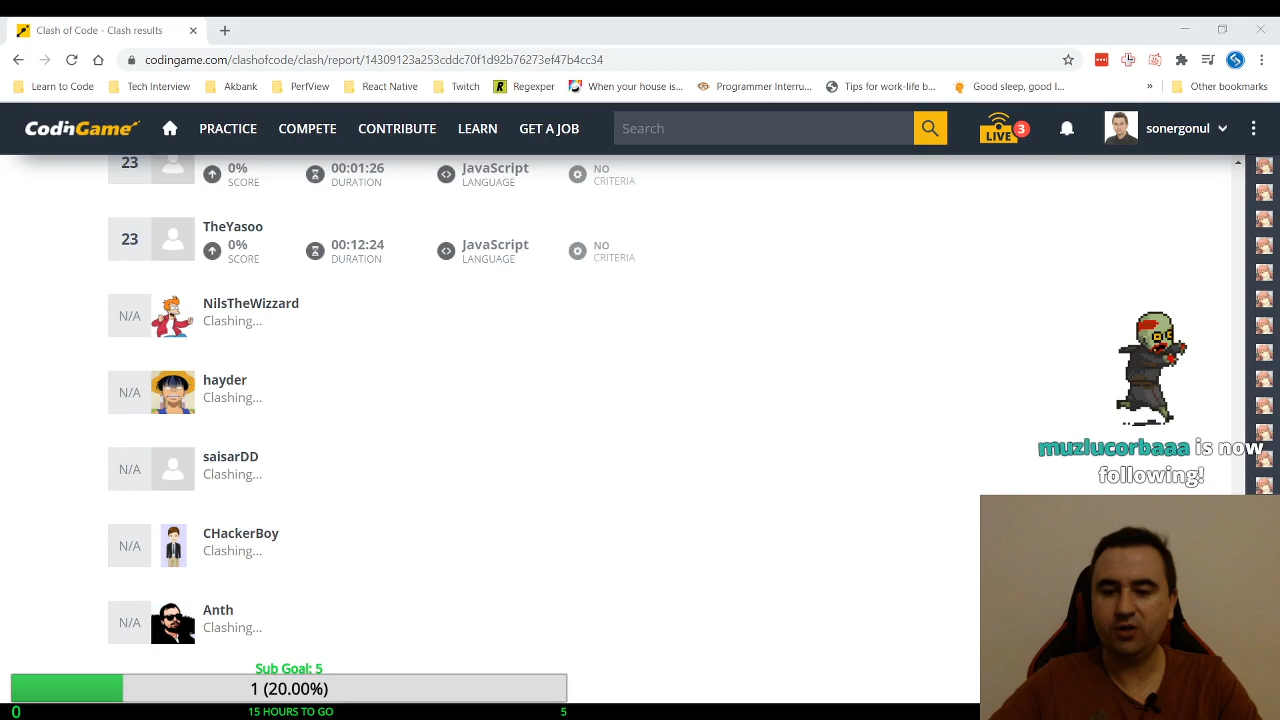 Clash of Code - Clash results
codingame.com/clashofcode/clash/report/14309123a253cddc70f1d92b76273ef47b4cc34
Learn to Code
Tech Interview
Akbank
PerfView
React Native
Twitch
Regexper
When your house is...
Programmer Interru...
Tips for work-life b...
Good sleep, good l...
»
Other bookmarks
CodinGame
PRACTICE
COMPETE
CONTRIBUTE
LEARN
GET A JOB
Search
LIVE
3
sonergonul
23
0%
SCORE
00:01:26
DURATION
JavaScript
LANGUAGE
NO
CRITERIA
23
TheYasoo
0%
SCORE
00:12:24
DURATION
JavaScript
LANGUAGE
NO
CRITERIA
N/A
NilsTheWizzard
Clashing...
N/A
hayder
Clashing...
N/A
saisarDD
Clashing...
N/A
CHackerBoy
Clashing...
N/A
Anth
Clashing...
muzlucorbaaa is now
following!
Sub Goal: 5
1 (20.00%)
0
15 HOURS TO GO
5